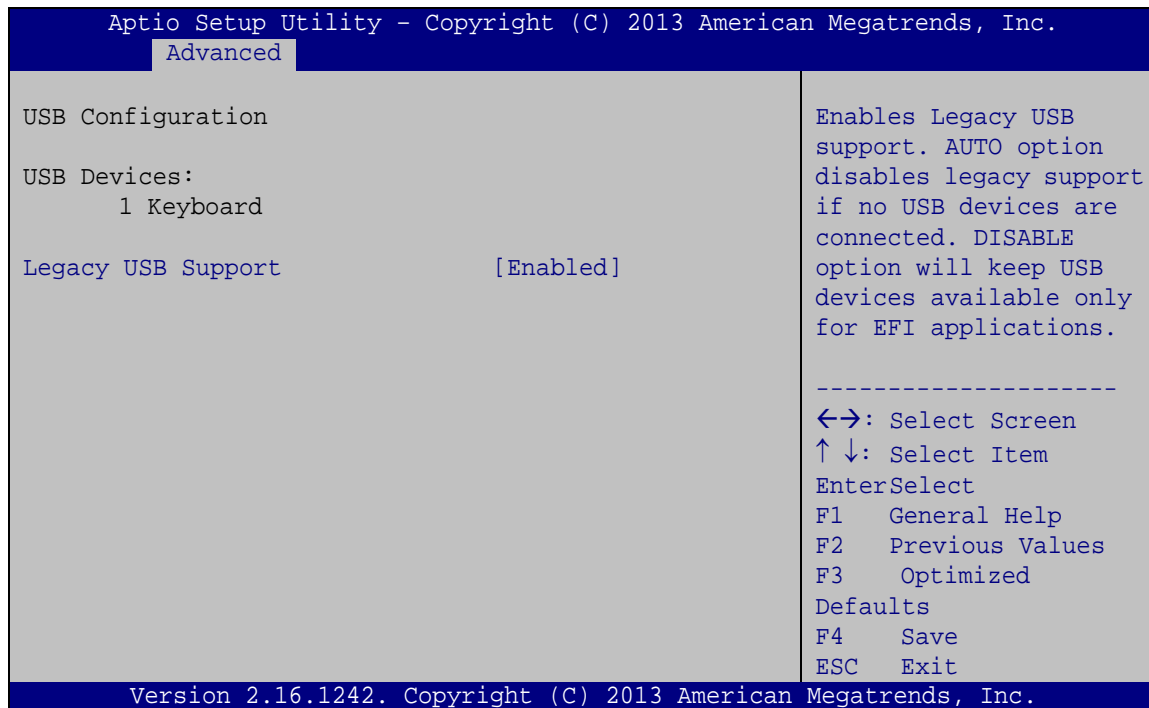 Aptio Setup Utility – Copyright (C) 2013 American Megatrends, Inc.
Advanced
USB Configuration
USB Devices:
1 Keyboard
Legacy USB Support [Enabled]
Enables Legacy USB
support. AUTO option
disables legacy support
if no USB devices are
connected. DISABLE
option will keep USB
devices available only
for EFI applications.
---------------------
←→: Select Screen
↑ ↓: Select Item
EnterSelect
F1 General Help
F2 Previous Values
F3 Optimized
Defaults
F4 Save
ESC Exit
Version 2.16.1242. Copyright (C) 2013 American Megatrends, Inc.